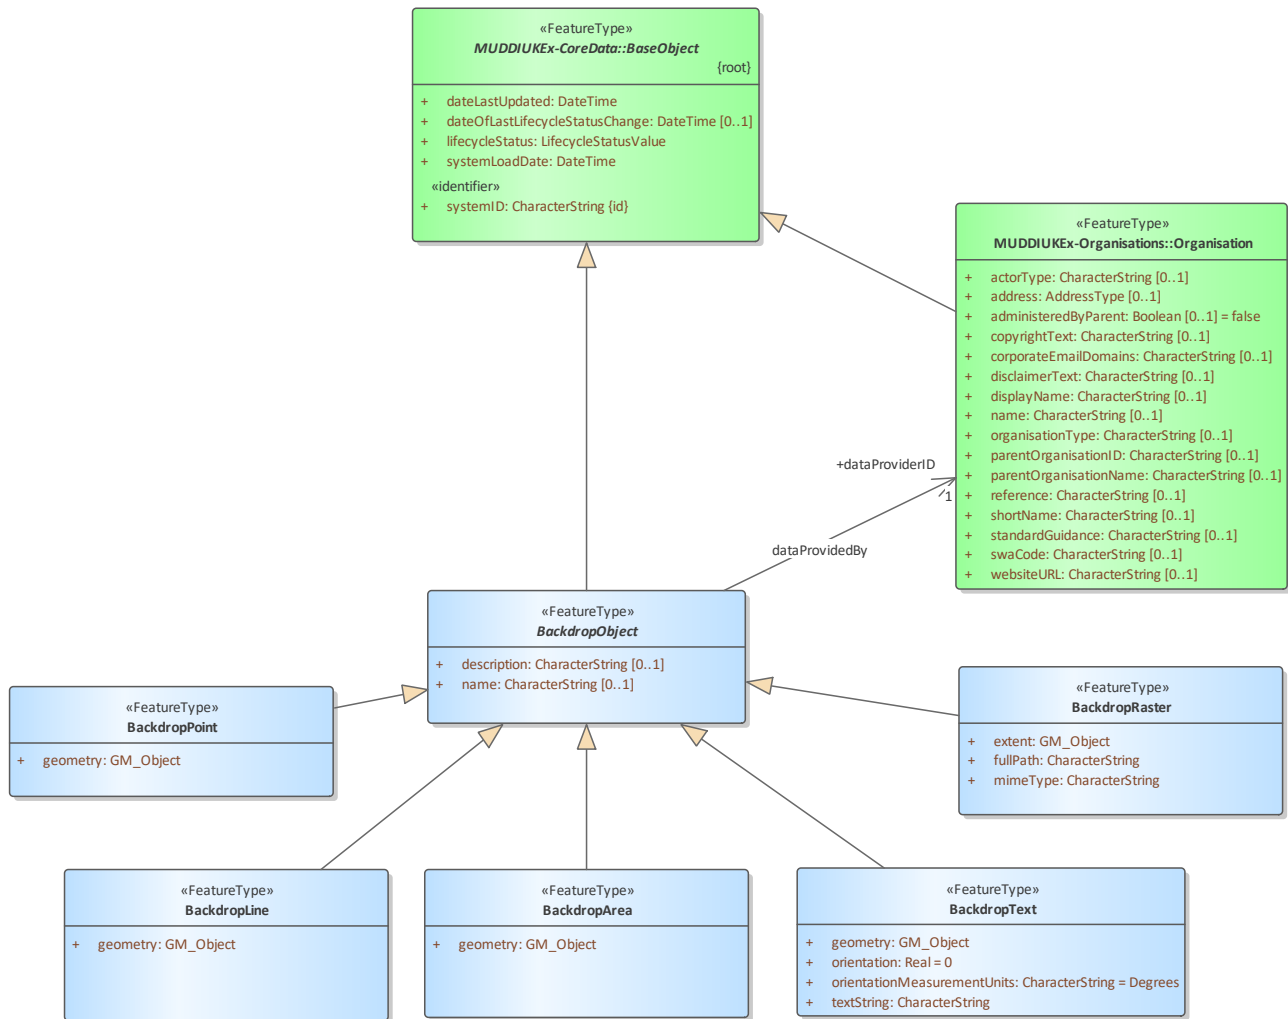 «FeatureType»
MUDDIUKEx-CoreData::BaseObject
{root}
+ dateLastUpdated: DateTime
+ dateOfLastLifecycleStatusChange: DateTime [0..1]
+ lifecycleStatus: LifecycleStatusValue
+ systemLoadDate: DateTime
«identifier»
+ systemID: CharacterString {id}
«FeatureType»
MUDDIUKEx-Organisations::Organisation
+ actorType: CharacterString [0..1]
+ address: AddressType [0..1]
+ administeredByParent: Boolean [0..1] = false
+ copyrightText: CharacterString [0..1]
+ corporateEmailDomains: CharacterString [0..1]
+ disclaimerText: CharacterString [0..1]
+ displayName: CharacterString [0..1]
+ name: CharacterString [0..1]
+ organisationType: CharacterString [0..1]
+ parentOrganisationID: CharacterString [0..1]
+ parentOrganisationName: CharacterString [0..1]
+ reference: CharacterString [0..1]
+ shortName: CharacterString [0..1]
+ standardGuidance: CharacterString [0..1]
+ swaCode: CharacterString [0..1]
+ websiteURL: CharacterString [0..1]
+dataProviderID
1
dataProvidedBy
«FeatureType»
BackdropObject
+ description: CharacterString [0..1]
+ name: CharacterString [0..1]
«FeatureType»
BackdropPoint
+ geometry: GM_Object
«FeatureType»
BackdropRaster
+ extent: GM_Object
+ fullPath: CharacterString
+ mimeType: CharacterString
«FeatureType»
BackdropLine
+ geometry: GM_Object
«FeatureType»
BackdropArea
+ geometry: GM_Object
«FeatureType»
BackdropText
+ geometry: GM_Object
+ orientation: Real = 0
+ orientationMeasurementUnits: CharacterString = Degrees
+ textString: CharacterString